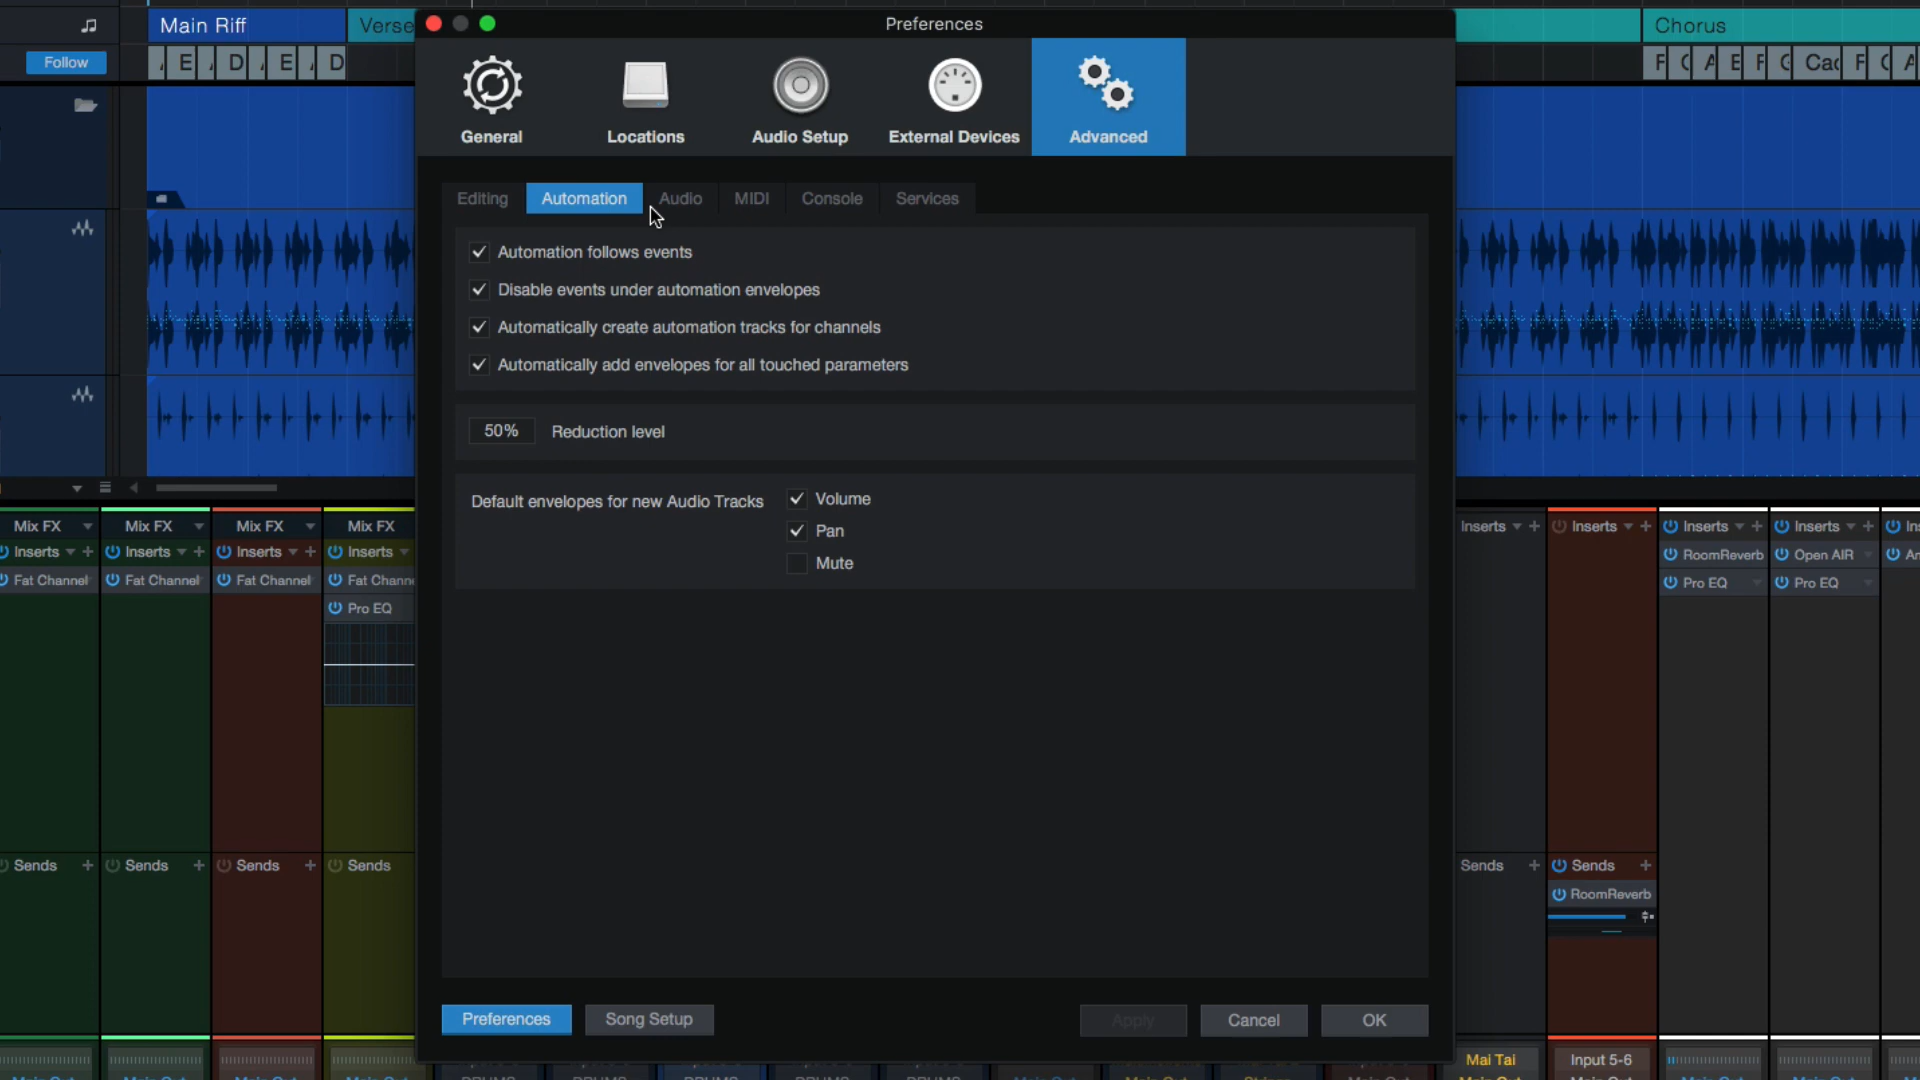 Main Riff
Verse
Preferences
Chorus
Follow
E D E D
F C A E F C Cad F C A
General
Locations
Audio Setup
External Devices
Advanced
Editing
Automation
Audio
MIDI
Console
Services
Automation follows events
Disable events under automation envelopes
Automatically create automation tracks for channels
Automatically add envelopes for all touched parameters
50% Reduction level
Default envelopes for new Audio Tracks
Volume
Pan
Mute
Mix FX Mix FX Mix FX Mix FX
Inserts Inserts Inserts Inserts
Fat Channel Fat Channel Fat Channel Fat Chann
Pro EQ
Inserts Inserts Inserts Inserts
RoomReverb Open AIR
Pro EQ Pro EQ
Sends Sends Sends Sends
Sends Sends
RoomReverb
Preferences
Song Setup
Apply
Cancel
OK
Mai Tai
Input 5-6